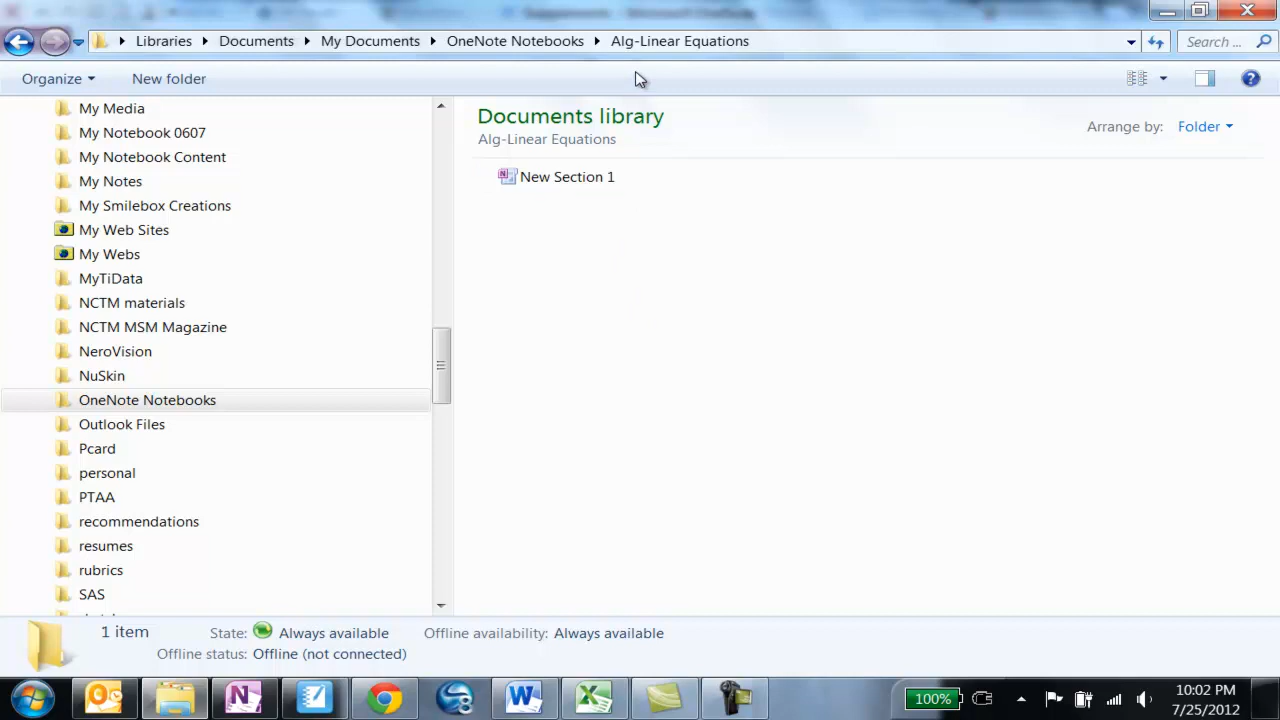 Libraries Documents My Documents OneNote Notebooks Alg-Linear Equations Search ...
Organize New folder
My Media
My Notebook 0607
My Notebook Content
My Notes
My Smilebox Creations
My Web Sites
My Webs
MyTiData
NCTM materials
NCTM MSM Magazine
NeroVision
NuSkin
OneNote Notebooks
Outlook Files
Pcard
personal
PTAA
recommendations
resumes
rubrics
SAS
Documents library
Alg-Linear Equations
Arrange by: Folder
New Section 1
1 item State: Always available Offline availability: Always available
Offline status: Offline (not connected)
100%
10:02 PM
7/25/2012